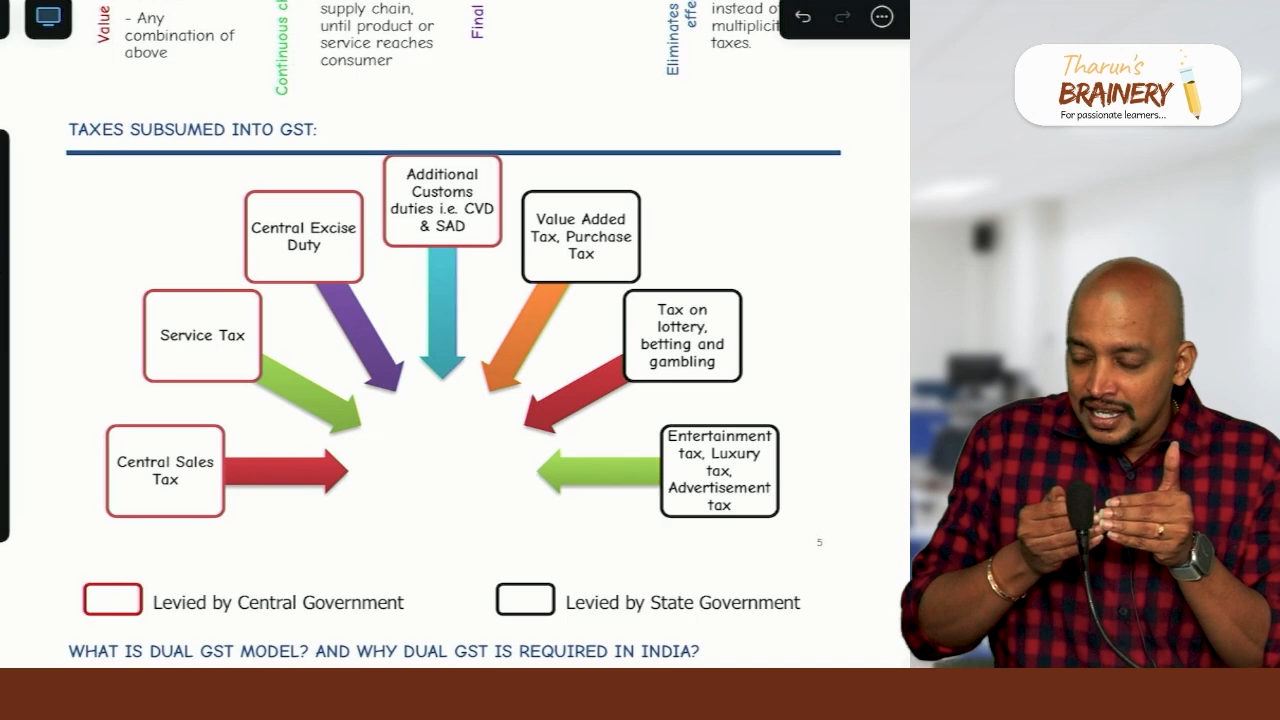 Value
- Any
combination of
above
Continuous
supply chain,
until product or
service reaches
consumer
Final
Eliminates
instead of
taxes.
TAXES SUBSUMED INTO GST:
Additional
Customs
duties i.e. CVD
& SAD
Central Excise
Duty
Value Added
Tax, Purchase
Tax
Service Tax
Tax on
lottery,
betting and
gambling
Central Sales
Tax
Entertainment
tax, Luxury
tax,
Advertisement
tax
5
Levied by Central Government
Levied by State Government
WHAT IS DUAL GST MODEL? AND WHY DUAL GST IS REQUIRED IN INDIA?
Tharun's
BRAINERY
For passionate learners...